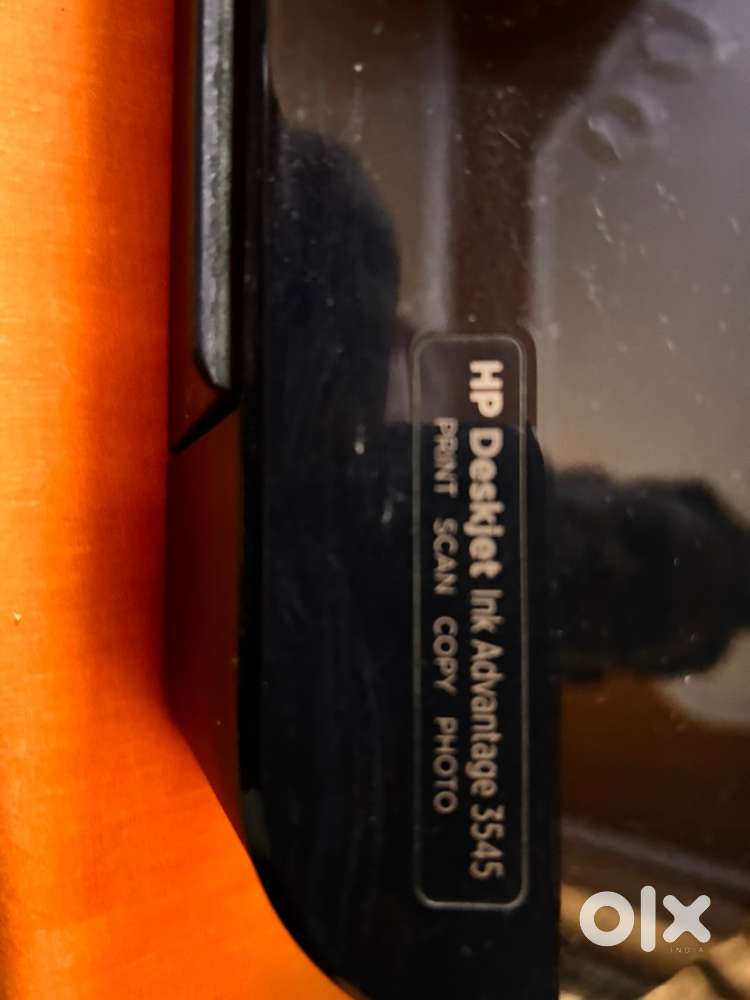 HP Deskjet Ink Advantage 3545
PRINT SCAN COPY PHOTO
olx
INDIA